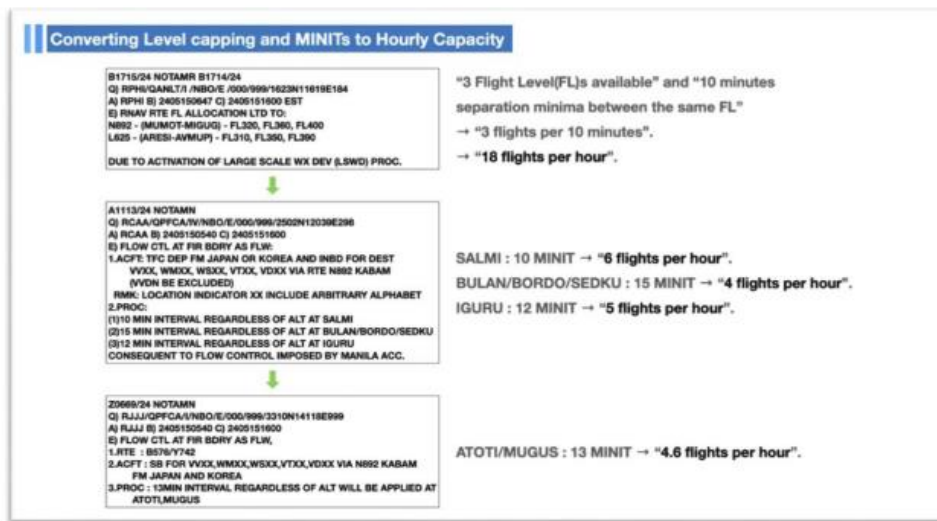 Converting Level capping and MINITs to Hourly Capacity
B1715/24 NOTAMR B1714/24
Q) RPHI/QANLT/I /NBO/E /000/999/1623N11619E184
A) RPHI B) 2405150647 C) 2405151600 EST
E) RNAV RTE FL ALLOCATION LTD TO:
N892 - (MUMOT-MIGUG) - FL320, FL360, FL400
L625 - (ARESI-AVMUP) - FL310, FL350, FL390
DUE TO ACTIVATION OF LARGE SCALE WX DEV (LSWD) PROC.
"3 Flight Level(FL)s available" and "10 minutes
separation minima between the same FL"
→ "3 flights per 10 minutes".
→ "18 flights per hour".
A1113/24 NOTAMN
Q) RCAA/QPFCA/IV/NBO/E/000/999/2502N12039E298
A) RCAA B) 2405150540 C) 2405151600
E) FLOW CTL AT FIR BDRY AS FLW:
1.ACFT: TFC DEP FM JAPAN OR KOREA AND INBD FOR DEST
VVXX, WMXX, WSXX, VTXX, VDXX VIA RTE N892 KABAM
(VVDN BE EXCLUDED)
RMK: LOCATION INDICATOR XX INCLUDE ARBITRARY ALPHABET
2.PROC:
(1)10 MIN INTERVAL REGARDLESS OF ALT AT SALMI
(2)15 MIN INTERVAL REGARDLESS OF ALT AT BULAN/BORDO/SEDKU
(3)12 MIN INTERVAL REGARDLESS OF ALT AT IGURU
CONSEQUENT TO FLOW CONTROL IMPOSED BY MANILA ACC.
SALMI : 10 MINIT → "6 flights per hour".
BULAN/BORDO/SEDKU : 15 MINIT → "4 flights per hour".
IGURU : 12 MINIT → "5 flights per hour".
Z0669/24 NOTAMN
Q) RJJJ/QPFCA/I/NBO/E/000/999/3310N14118E999
A) RJJJ B) 2405150540 C) 2405151600
E) FLOW CTL AT FIR BDRY AS FLW,
1.RTE : B576/Y742
2.ACFT : SB FOR VVXX,WMXX,WSXX,VTXX,VDXX VIA N892 KABAM
FM JAPAN AND KOREA
3.PROC : 13MIN INTERVAL REGARDLESS OF ALT WILL BE APPLIED AT
ATOTI,MUGUS
ATOTI/MUGUS : 13 MINIT → "4.6 flights per hour".